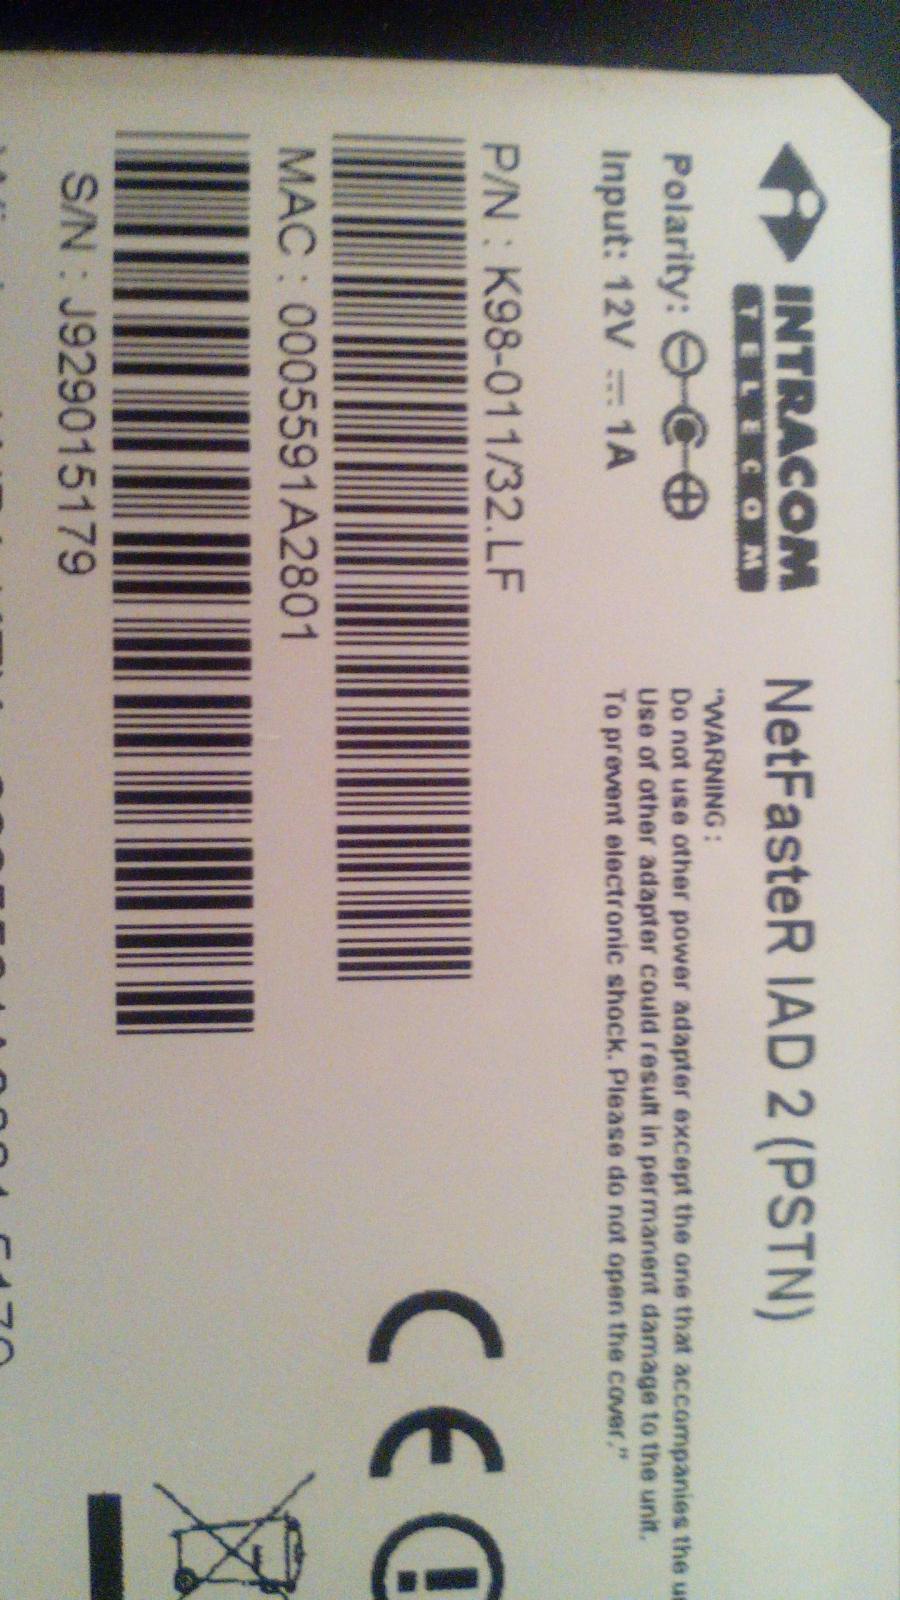 INTRACOM
TELECOM
NetFasteR IAD 2 (PSTN)
Polarity:
Input: 12V 1A
"WARNING :
Do not use other power adapter except the one that accompanies the
Use of other adapter could result in permanent damage to the unit.
To prevent electronic shock. Please do not open the cover."
P/N : K98-011/32.LF
MAC : 0005591A2801
S/N : J929015179
CE